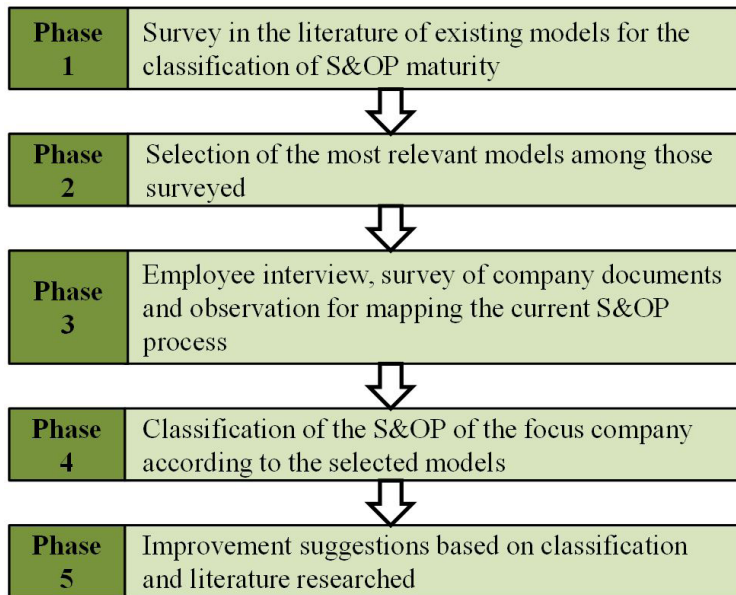 Phase
1
Survey in the literature of existing models for the
classification of S&OP maturity
Phase
2
Selection of the most relevant models among those
surveyed
Phase
3
Employee interview, survey of company documents
and observation for mapping the current S&OP
process
Phase
4
Classification of the S&OP of the focus company
according to the selected models
Phase
5
Improvement suggestions based on classification
and literature researched